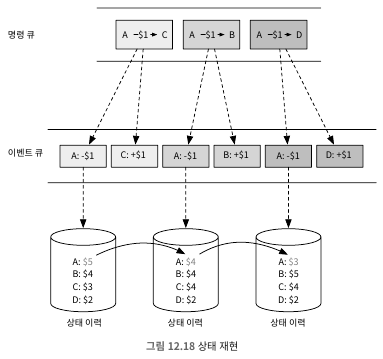 명령 큐
A –$1 → C
A –$1 → B
A –$1 → D
이벤트 큐
A: -$1
C: +$1
A: -$1
B: +$1
A: -$1
D: +$1
A: $5
B: $4
C: $3
D: $2
A: $4
B: $4
C: $4
D: $2
A: $3
B: $5
C: $4
D: $2
상태 이력
상태 이력
상태 이력
그림 12.18 상태 재현